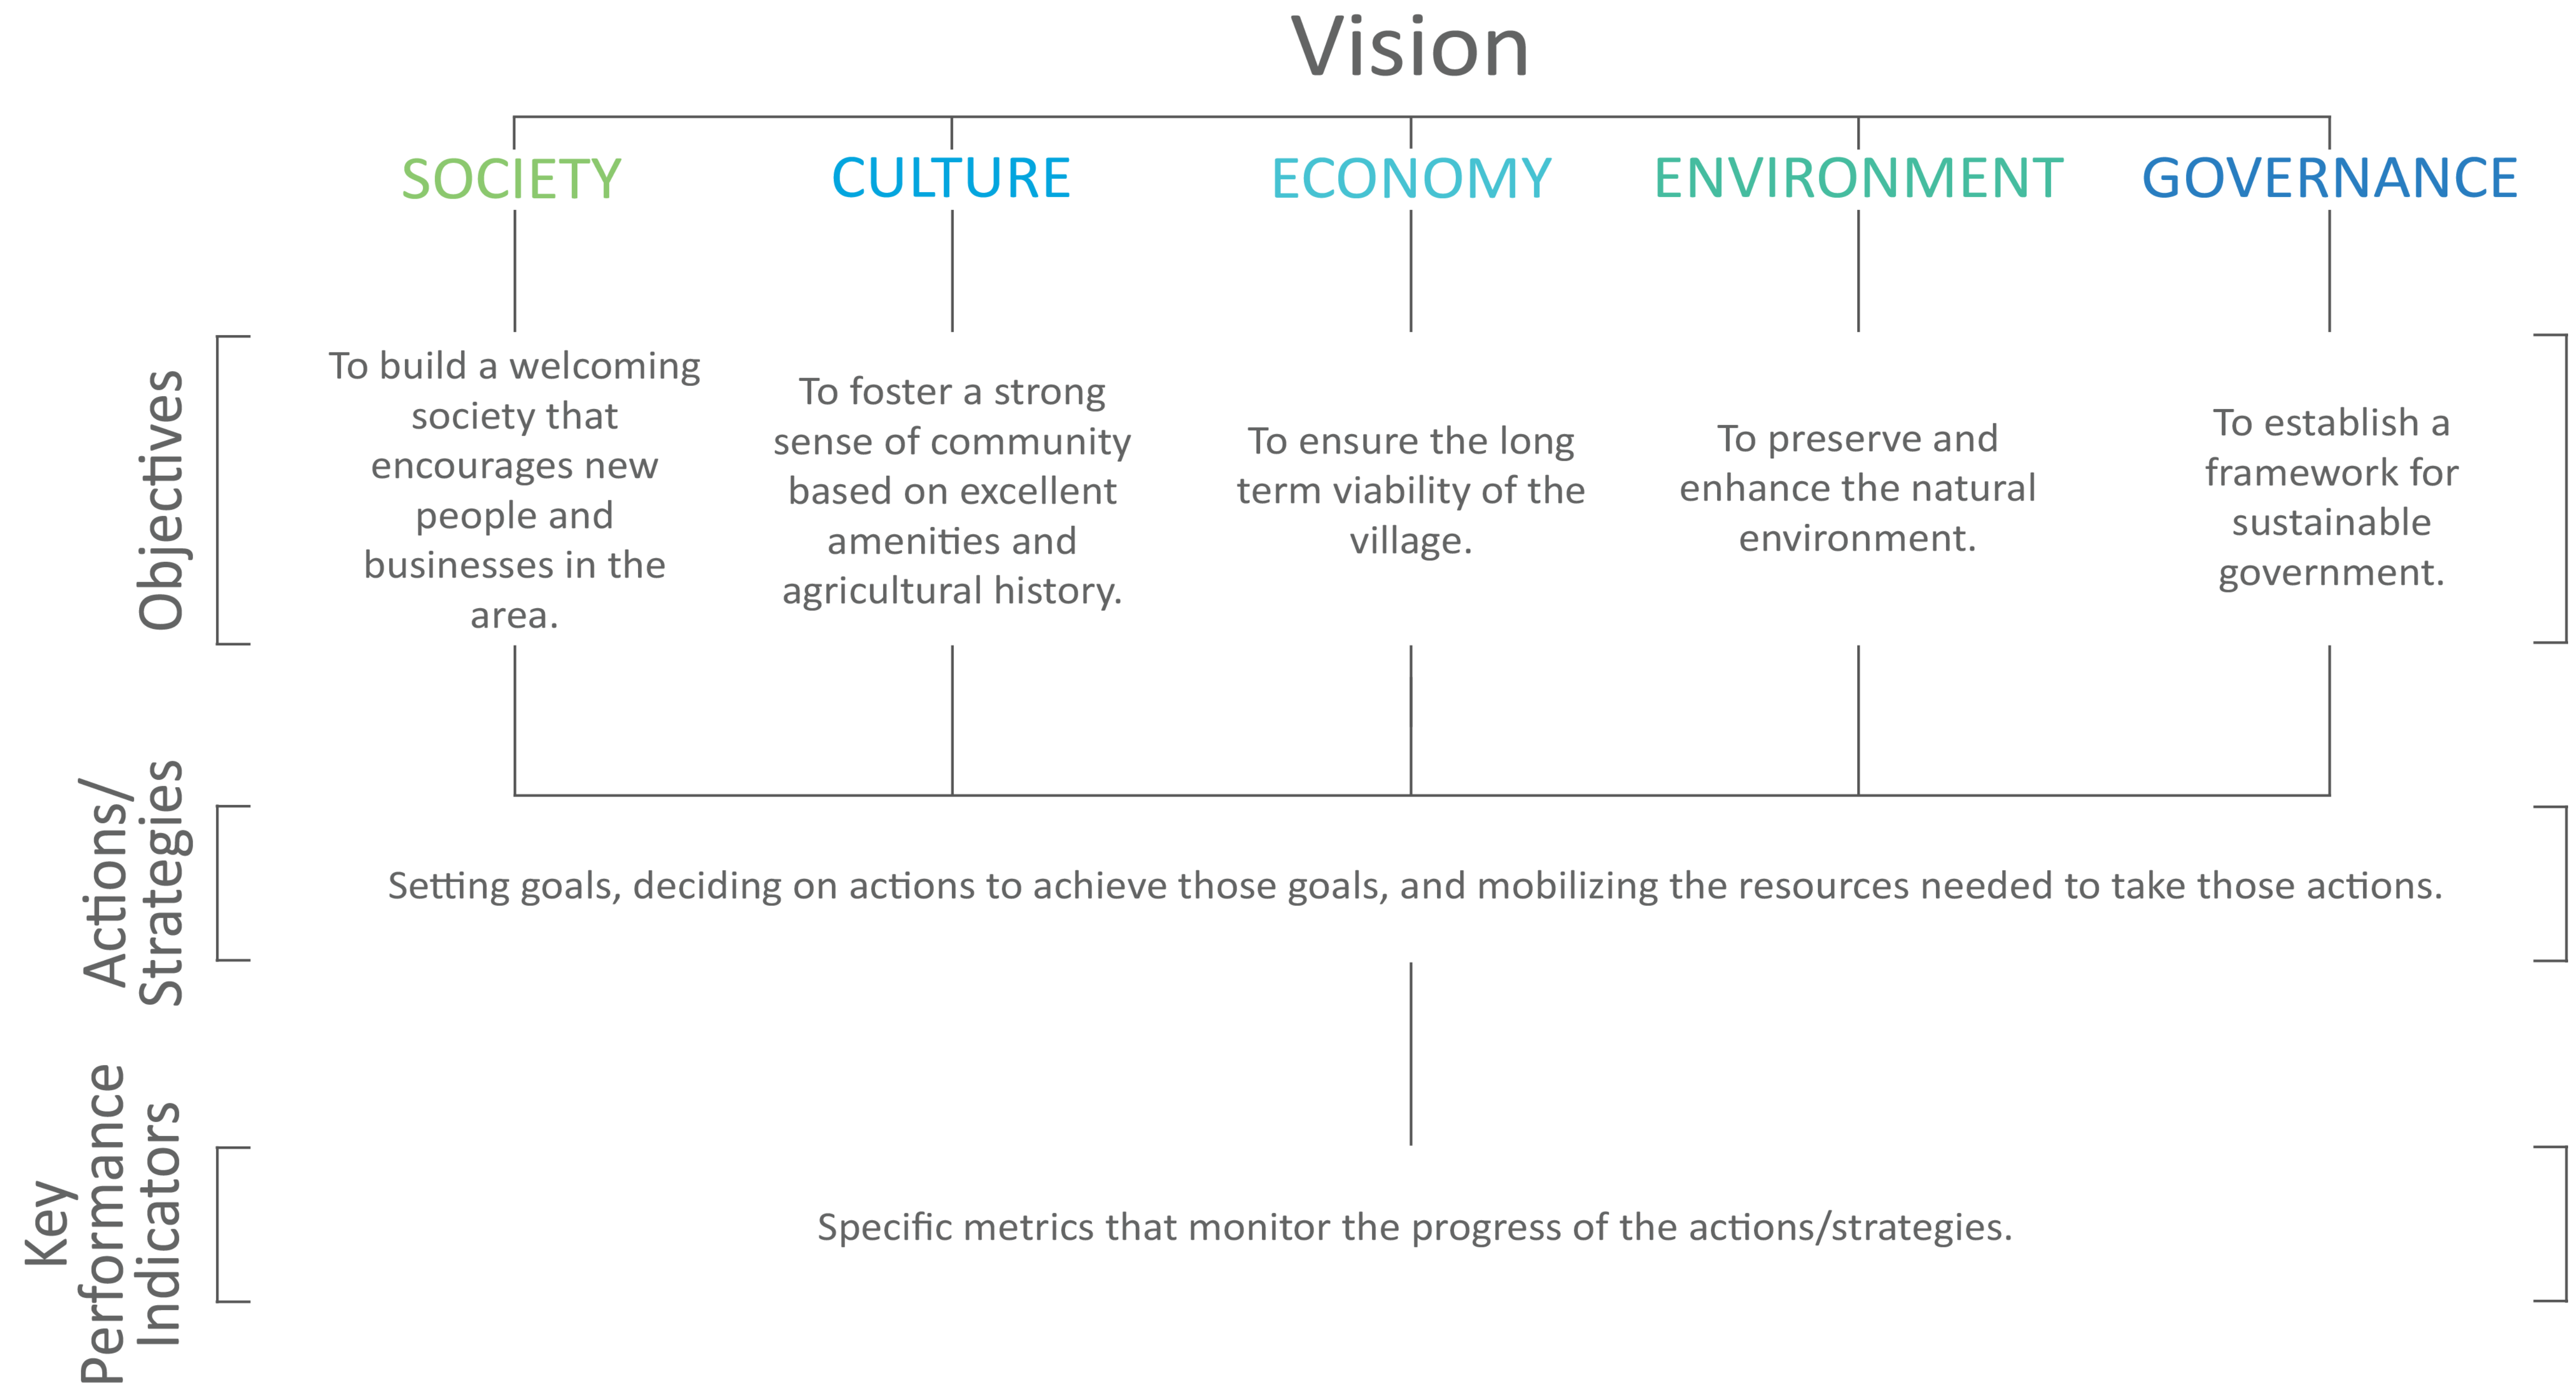 Vision
SOCIETY
CULTURE
ECONOMY
ENVIRONMENT
GOVERNANCE
Objectives
To build a welcoming
society that
encourages new
people and
businesses in the
area.
To foster a strong
sense of community
based on excellent
amenities and
agricultural history.
To ensure the long
term viability of the
village.
To preserve and
enhance the natural
environment.
To establish a
framework for
sustainable
government.
Actions/
Strategies
Setting goals, deciding on actions to achieve those goals, and mobilizing the resources needed to take those actions.
Key
Performance
Indicators
Specific metrics that monitor the progress of the actions/strategies.